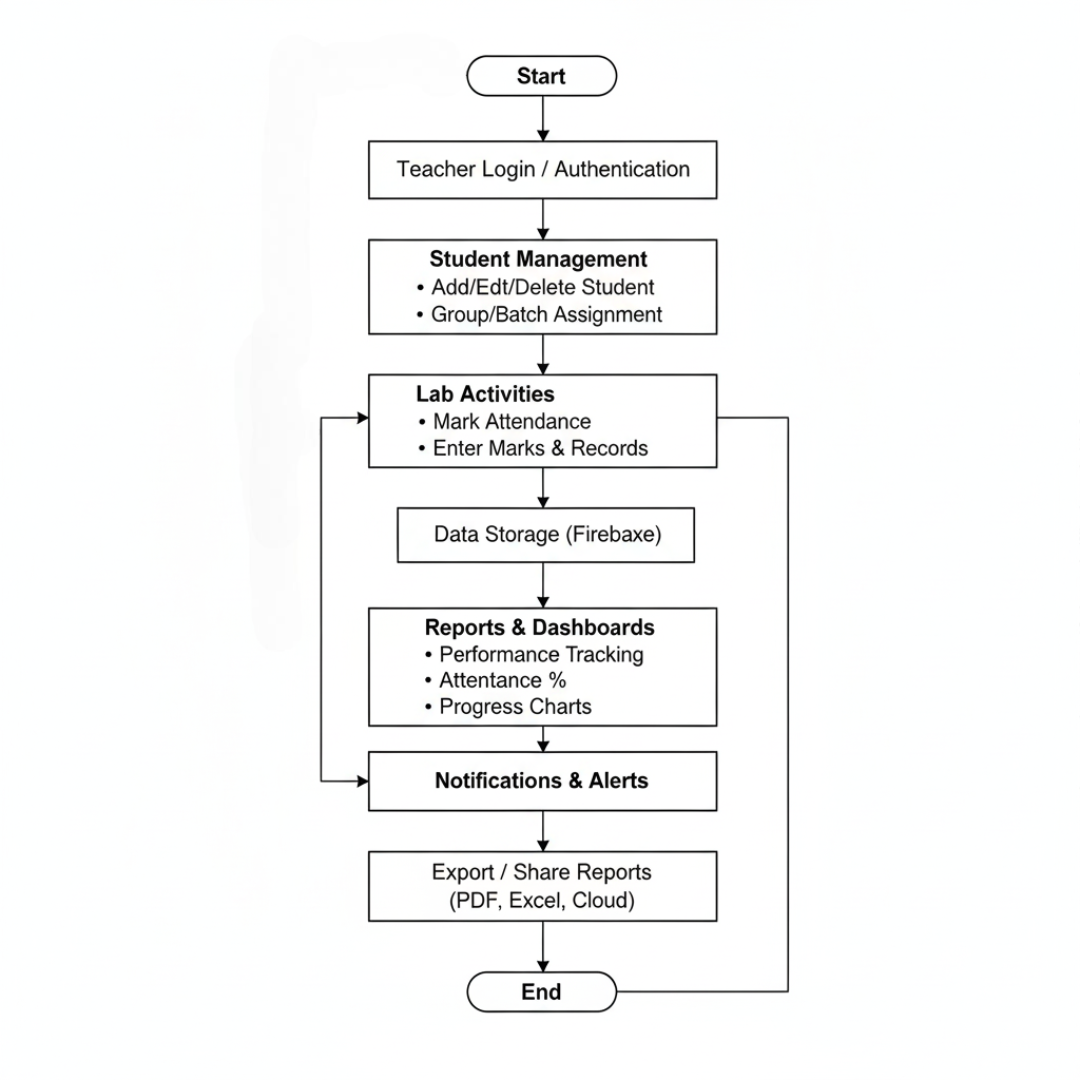 Start
Teacher Login / Authentication
Student Management
• Add/Edt/Delete Student
• Group/Batch Assignment
Lab Activities
• Mark Attendance
• Enter Marks & Records
Data Storage (Firebaxe)
Reports & Dashboards
• Performance Tracking
• Attentance %
• Progress Charts
Notifications & Alerts
Export / Share Reports
(PDF, Excel, Cloud)
End